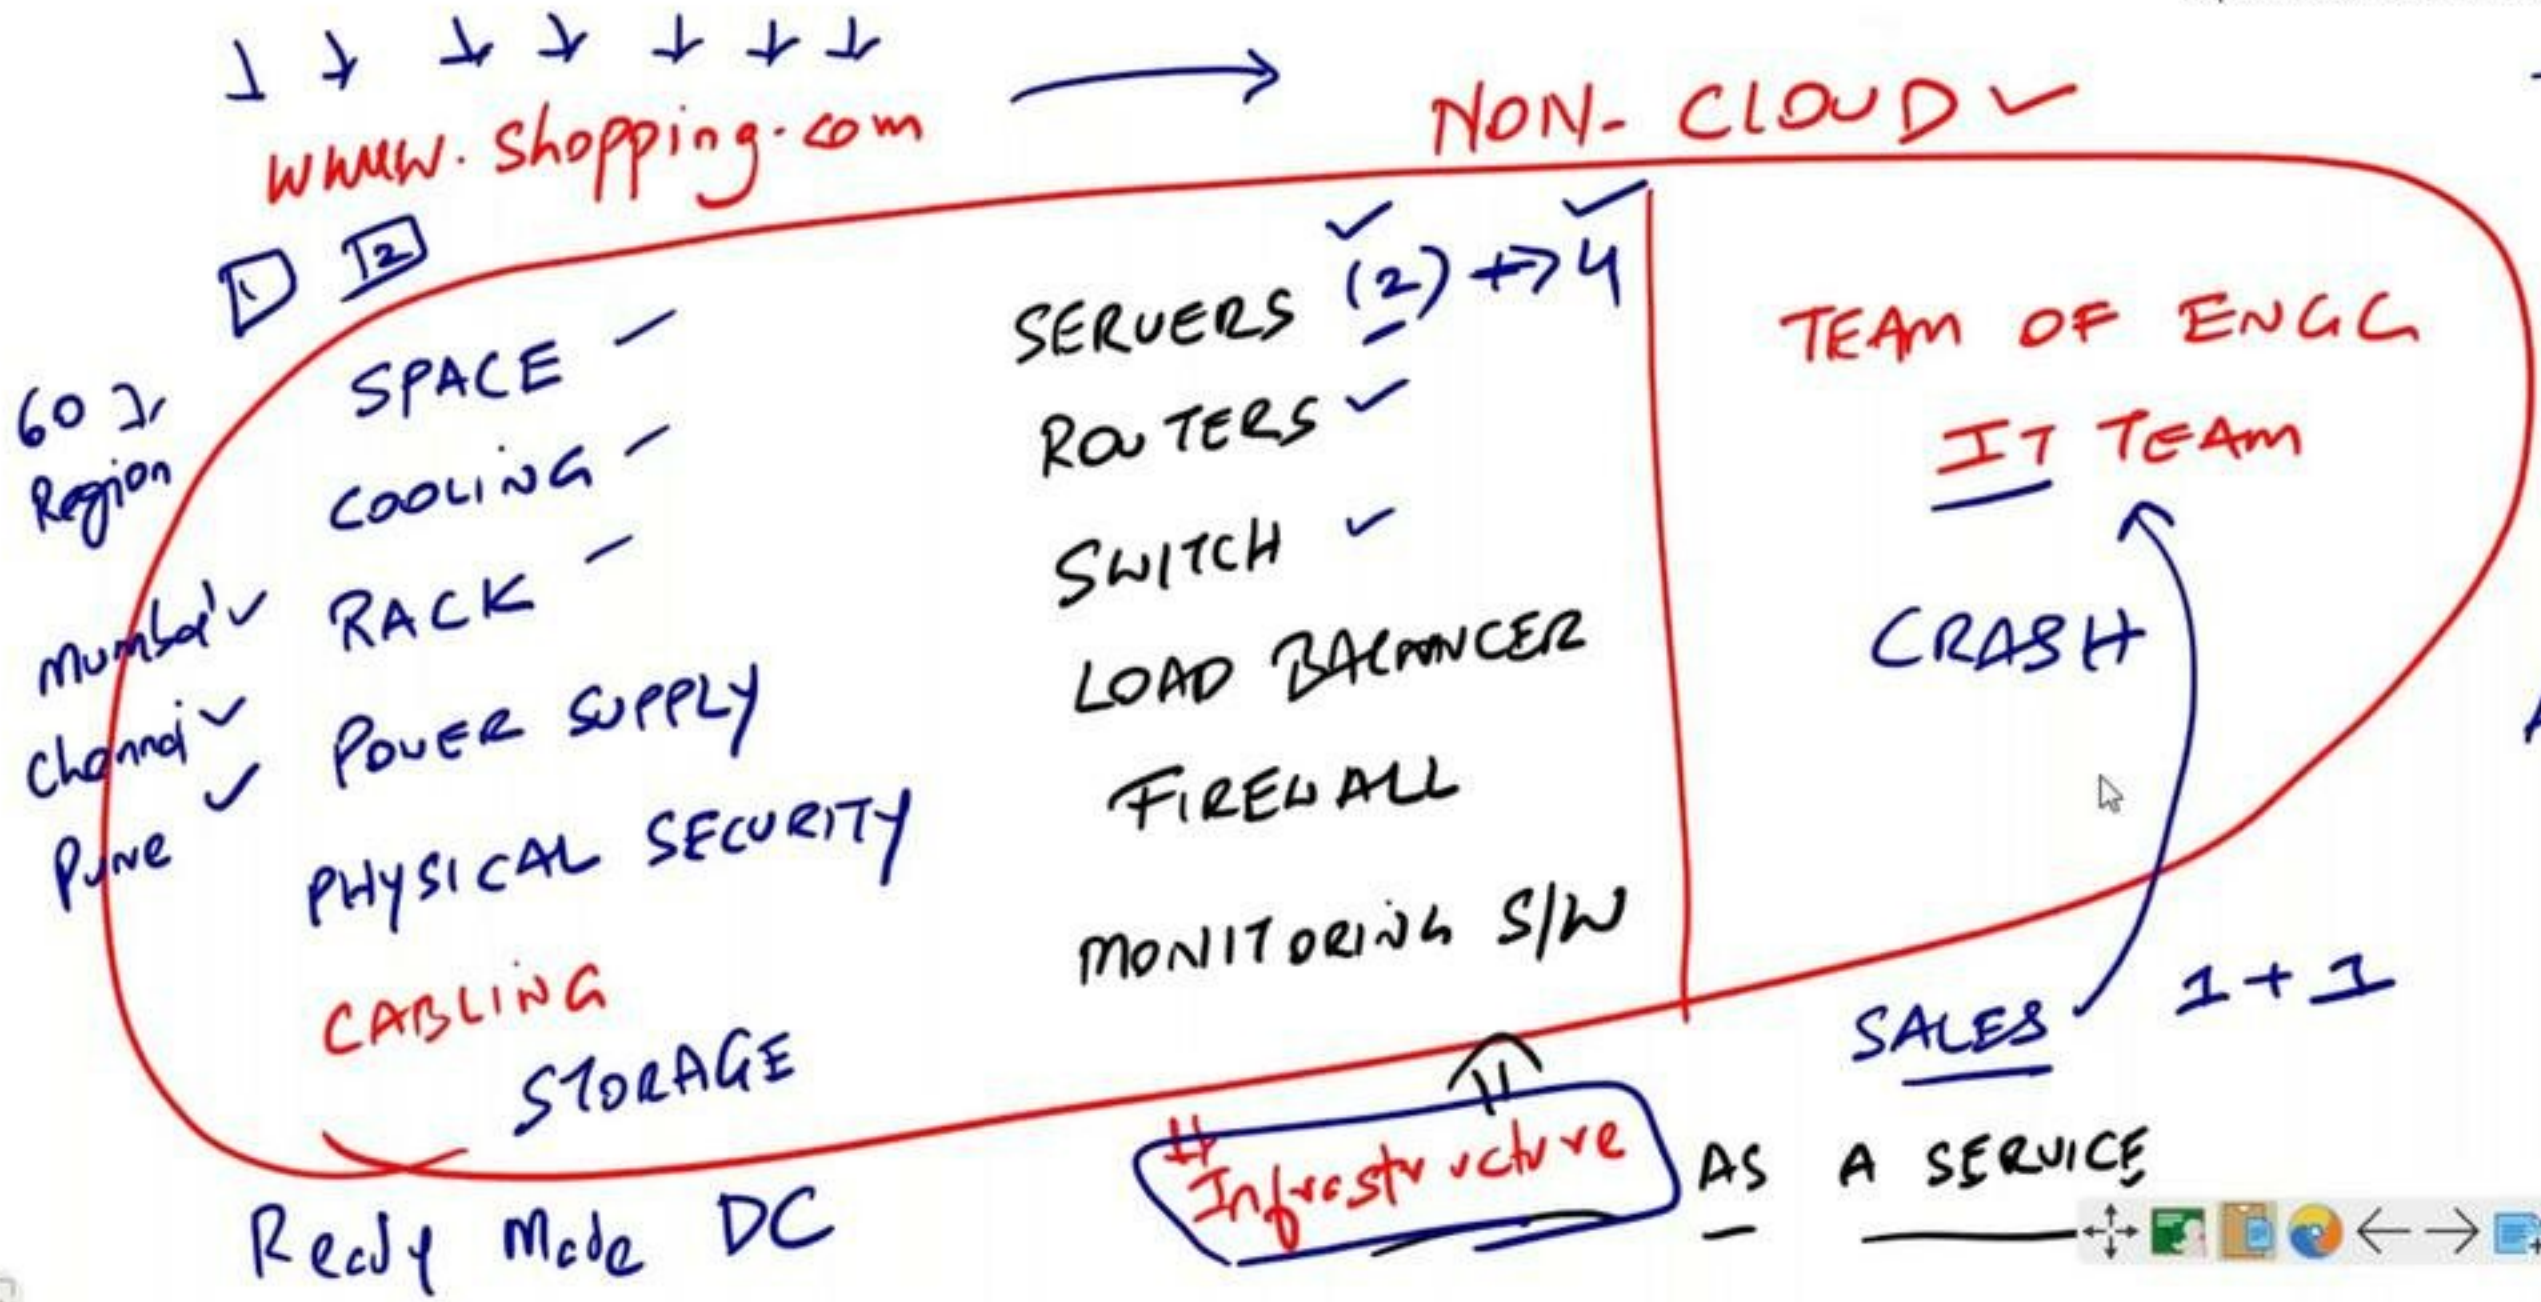 www.shopping.com
NON-CLOUD
1 2
SPACE
COOLING
RACK
POWER SUPPLY
PHYSICAL SECURITY
CABLING
STORAGE
60
Region
Mumbai
Chennai
Pune
SERVERS (2) → 4
ROUTERS
SWITCH
LOAD BALANCER
FIREWALL
MONITORING S/W
TEAM OF ENGG
IT TEAM
CRASH
SALES 1+1
Infrastructure AS A SERVICE
Ready Made DC